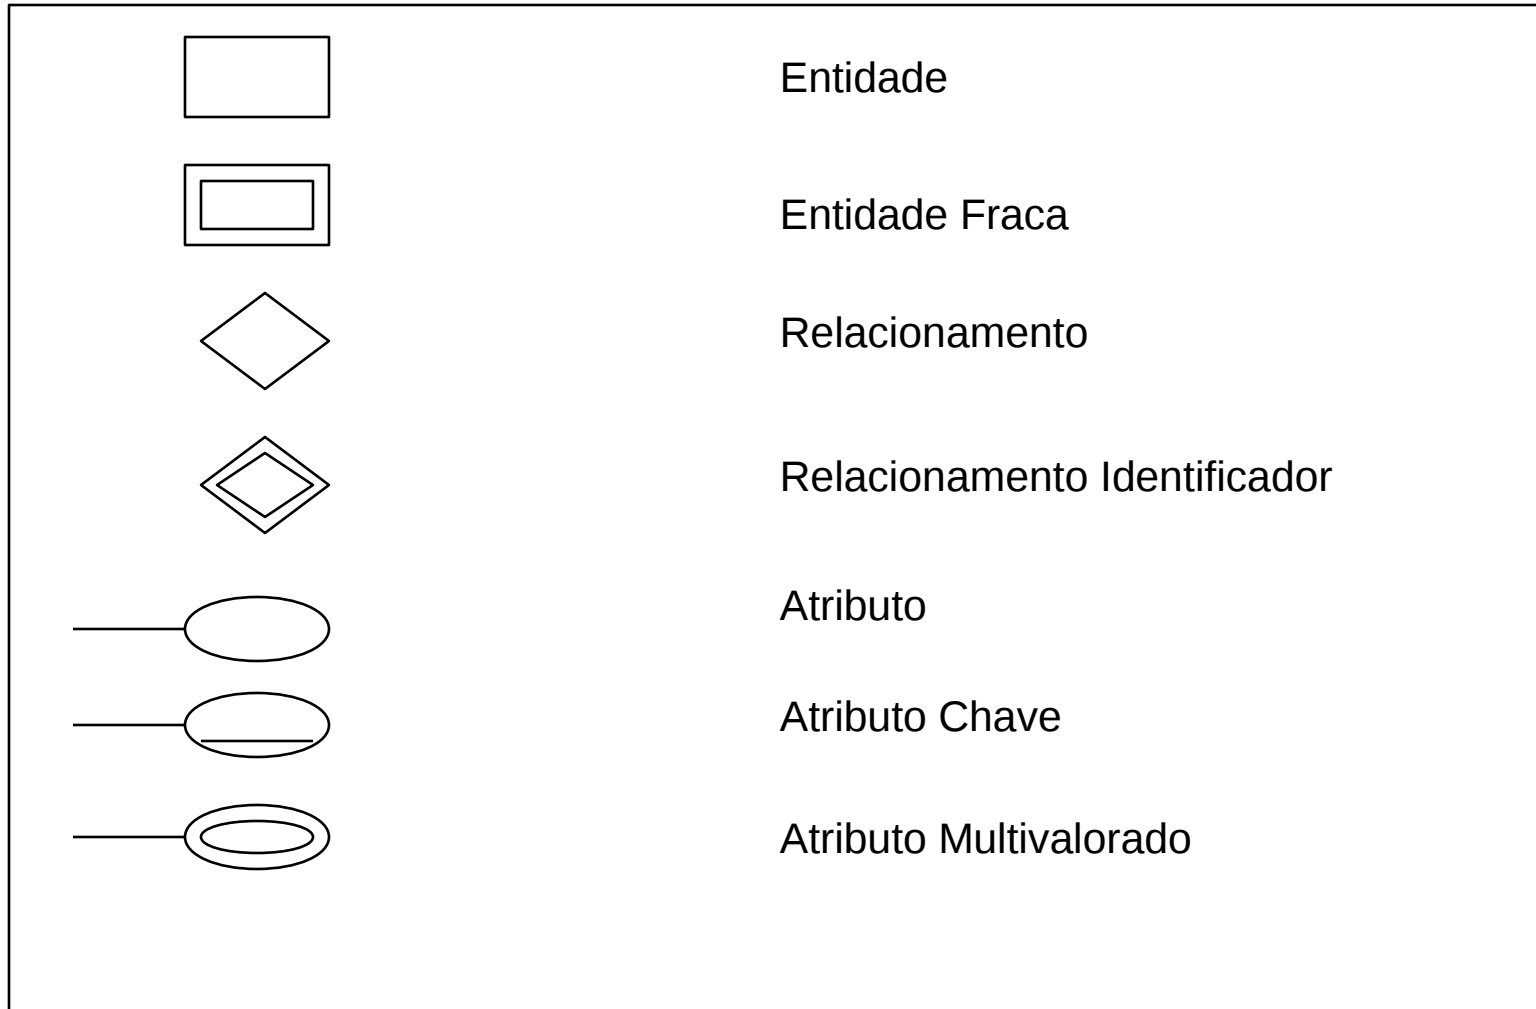 Entidade
Entidade Fraca
Relacionamento
Relacionamento Identificador
Atributo
Atributo Chave
Atributo Multivalorado